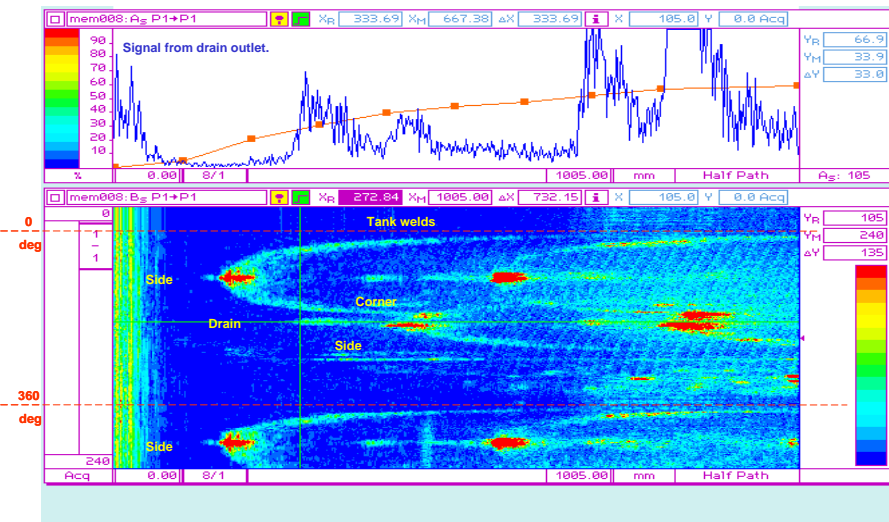 mem008: As P1→P1 XR 333.69 XM 667.38 ΔX 333.69 X 105.0 Y 0.0 Acq
90
80
70
60
50
40
30
20
10
Signal from drain outlet.
YR 66.9
YM 33.9
ΔY 33.0
% 0.00 8/1 1005.00 mm Half Path As: 105
mem008: Bs P1→P1 XR 272.84 XM 1005.00 ΔX 732.15 X 105.0 Y 0.0 Acq
0
Tank welds
YR 105
YM 240
ΔY 135
0
deg
1
–
1
Side
Corner
Drain
Side
360
deg
Side
240
Acq 0.00 8/1 1005.00 mm Half Path